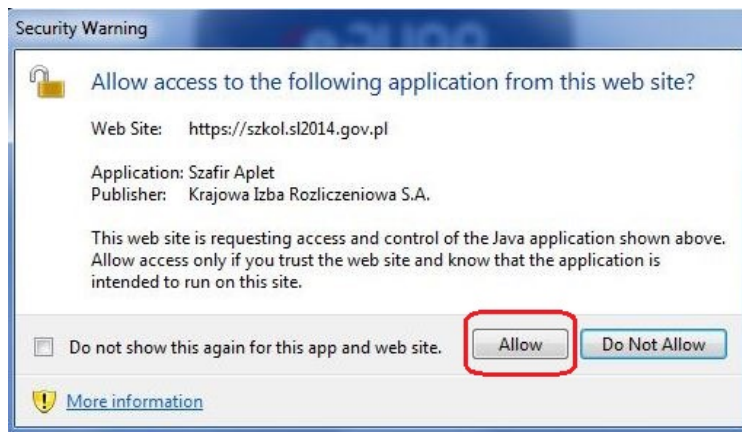 Security Warning
Allow access to the following application from this web site?
Web Site: https://szkol.sl2014.gov.pl
Application: Szafir Aplet
Publisher: Krajowa Izba Rozliczeniowa S.A.
This web site is requesting access and control of the Java application shown above.
Allow access only if you trust the web site and know that the application is
intended to run on this site.
Do not show this again for this app and web site.
Allow
Do Not Allow
More information